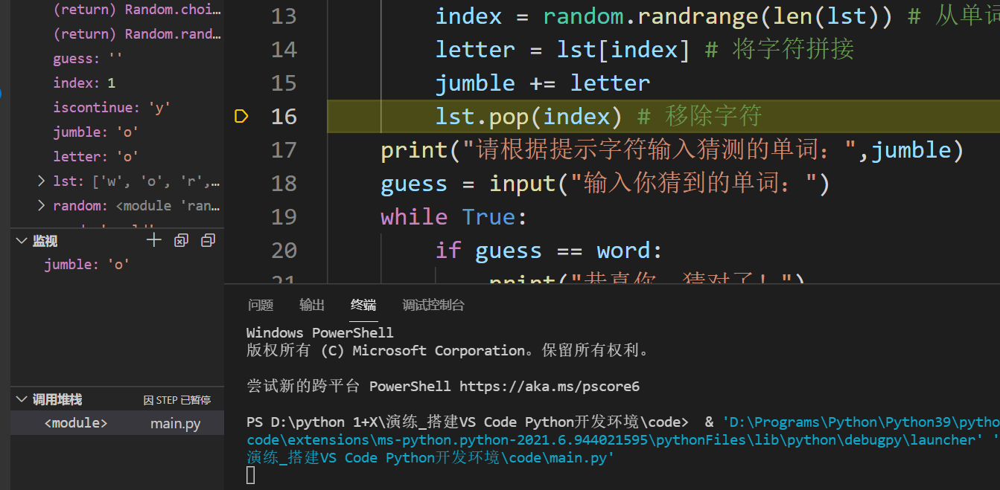 (return) Random.choi…
(return) Random.rand…
guess: ''
index: 1
iscontinue: 'y'
jumble: 'o'
letter: 'o'
lst: ['w', 'o', 'r',…
random: <module 'ran…
监视
jumble: 'o'
调用堆栈 因 STEP 已暂停
<module> main.py
13 index = random.randrange(len(lst)) # 从单词
14 letter = lst[index] # 将字符拼接
15 jumble += letter
16 lst.pop(index) # 移除字符
17 print("请根据提示字符输入猜测的单词：",jumble)
18 guess = input("输入你猜到的单词：")
19 while True:
20 if guess == word:
21 print("恭喜你，猜对了！")
问题 输出 终端 调试控制台
Windows PowerShell
版权所有 (C) Microsoft Corporation。保留所有权利。
尝试新的跨平台 PowerShell https://aka.ms/pscore6
PS D:\python 1+X\演练_搭建VS Code Python开发环境\code>  & 'D:\Programs\Python\Python39\pytho
code\extensions\ms-python.python-2021.6.944021595\pythonFiles\lib\python\debugpy\launcher' '
演练_搭建VS Code Python开发环境\code\main.py'